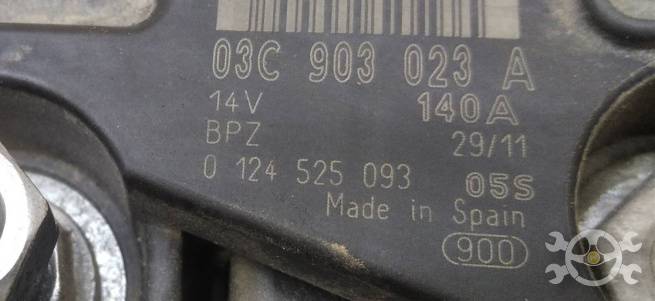 03C 903 023 A
14V 140A
BPZ 29/11
0 124 525 093 05S
Made in Spain
900